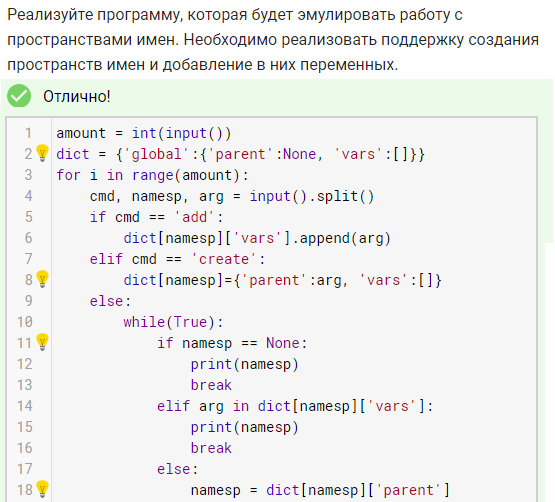 Реализуйте программу, которая будет эмулировать работу с
пространствами имен. Необходимо реализовать поддержку создания
пространств имен и добавление в них переменных.
Отлично!
1 amount = int(input())
2 dict = {'global':{'parent':None, 'vars':[]}}
3 for i in range(amount):
4     cmd, namesp, arg = input().split()
5     if cmd == 'add':
6         dict[namesp]['vars'].append(arg)
7     elif cmd == 'create':
8         dict[namesp]={'parent':arg, 'vars':[]}
9     else:
10         while(True):
11             if namesp == None:
12                 print(namesp)
13                 break
14             elif arg in dict[namesp]['vars']:
15                 print(namesp)
16                 break
17             else:
18                 namesp = dict[namesp]['parent']